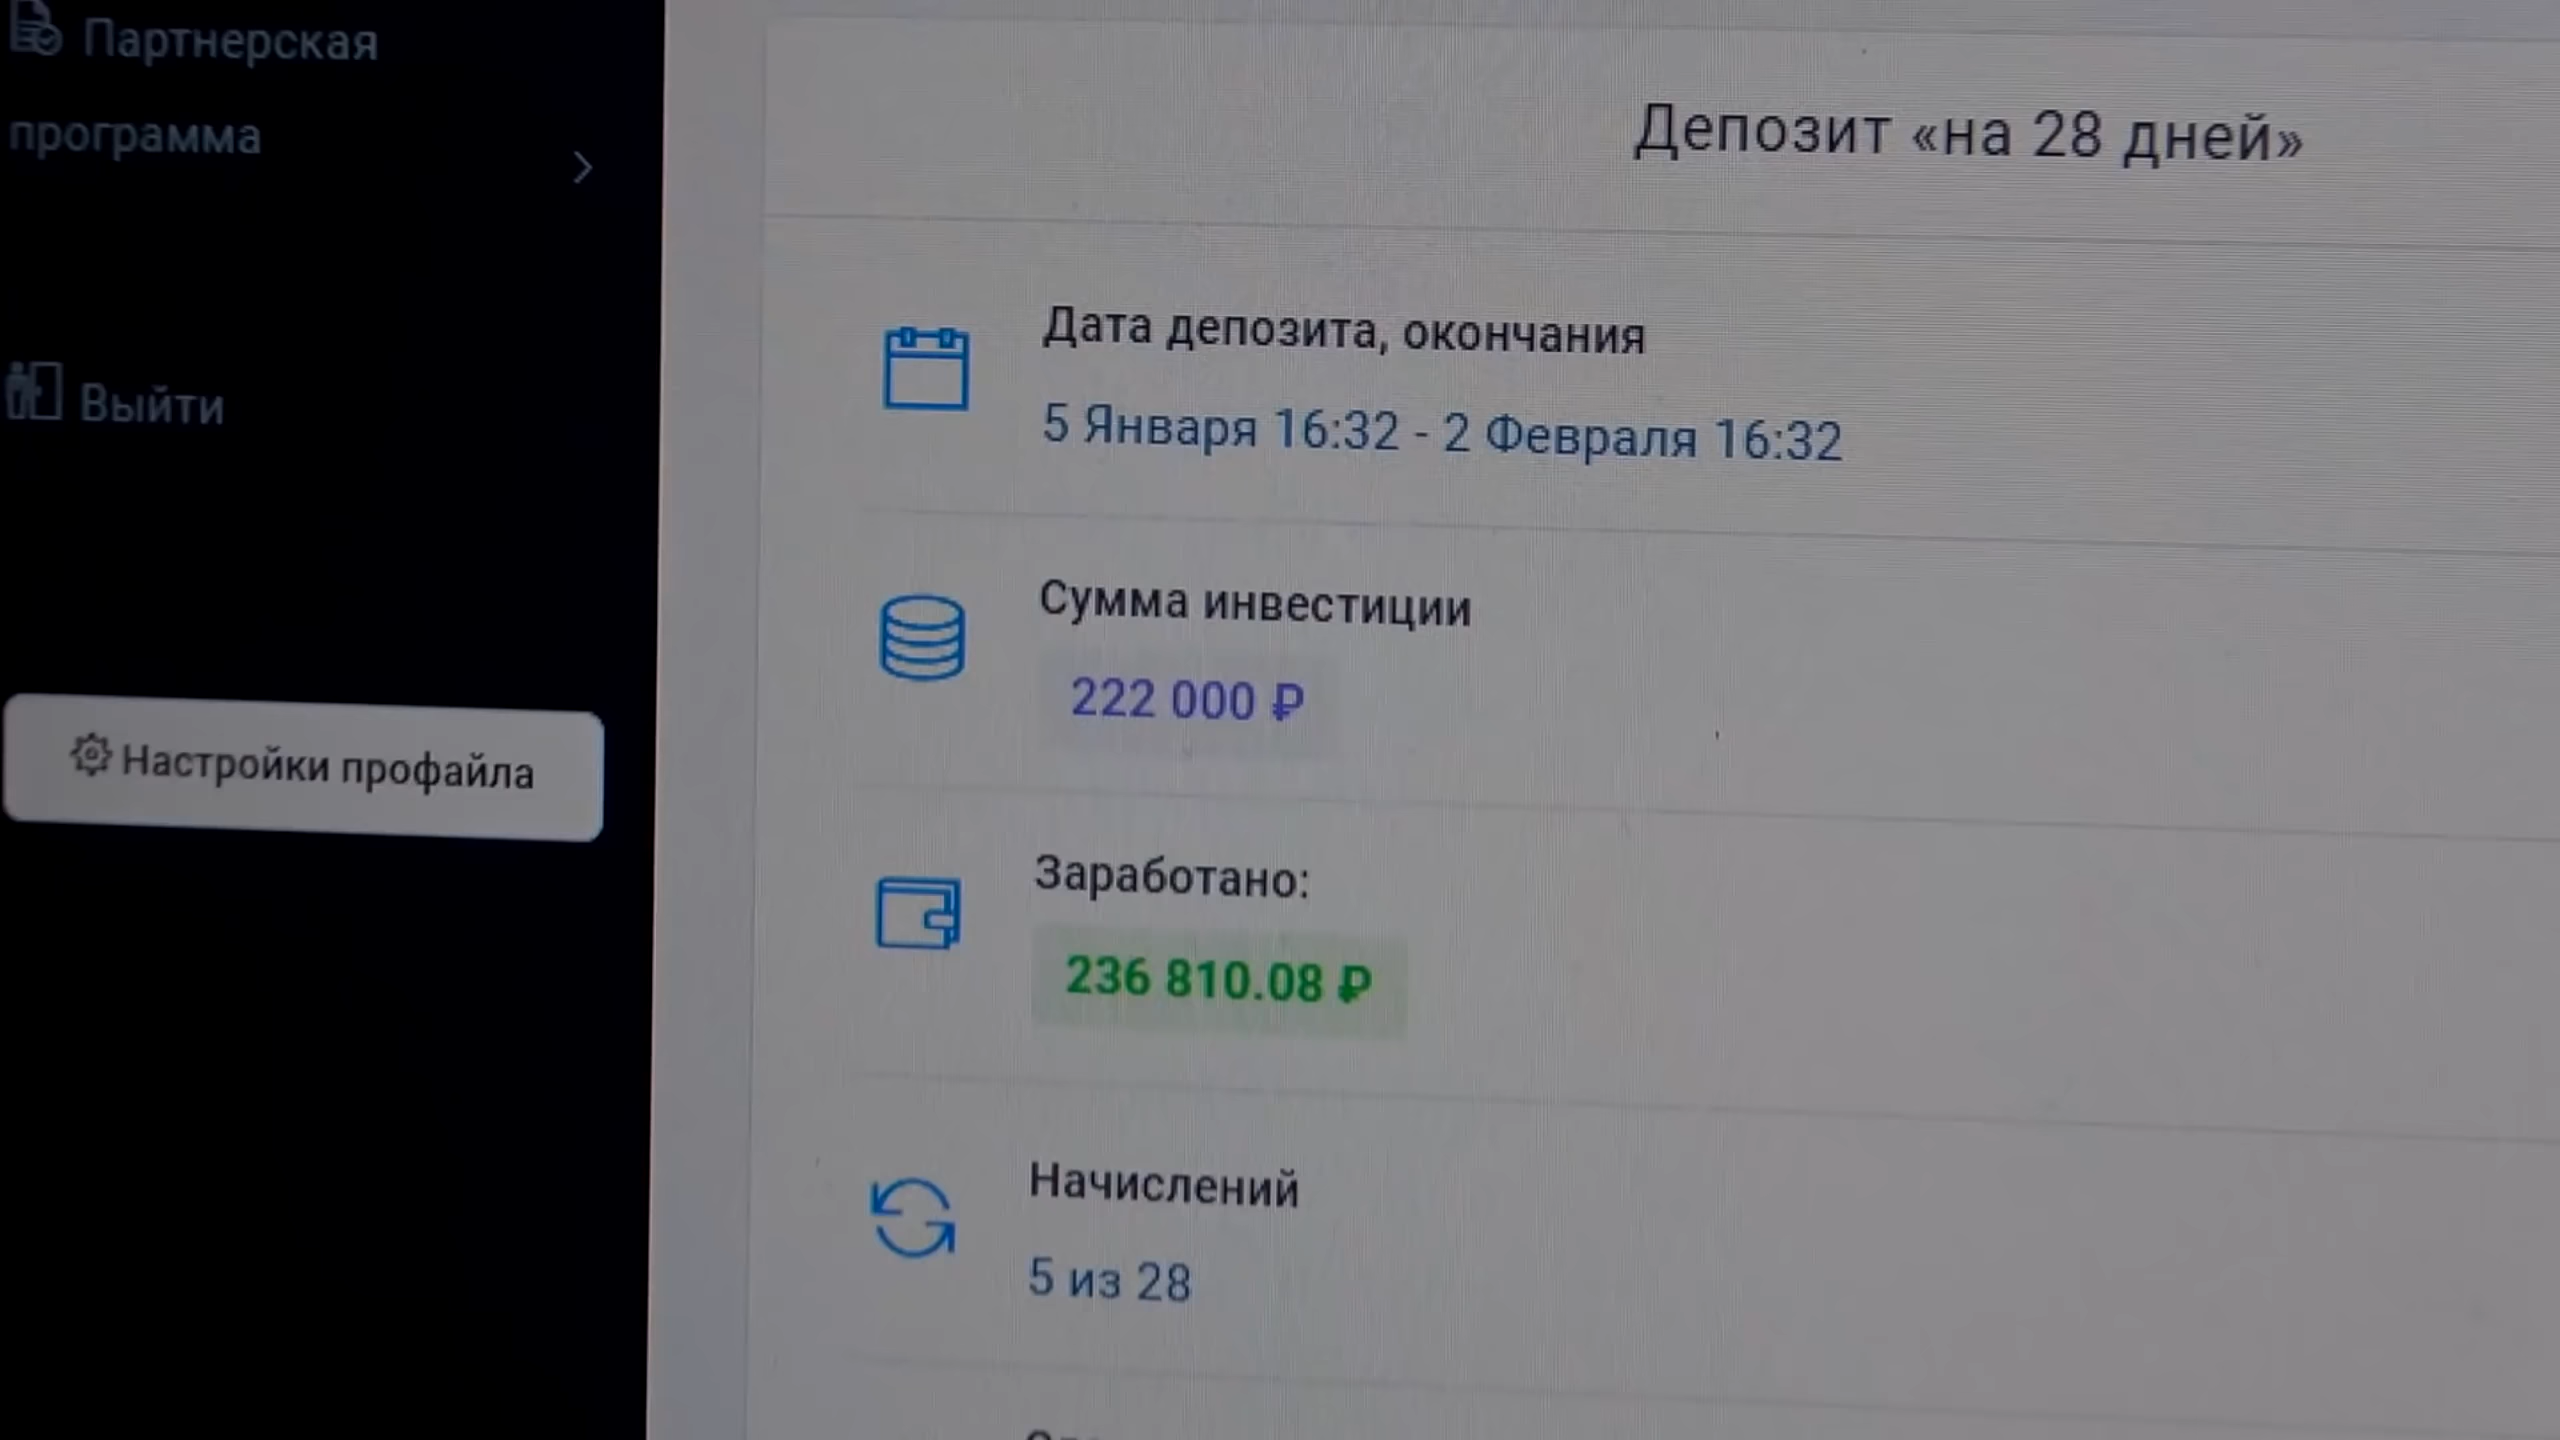 Партнерская
программа
Выйти
Настройки профайла
Депозит «на 28 дней»
Дата депозита, окончания
5 Января 16:32 - 2 Февраля 16:32
Сумма инвестиции
222 000 ₽
Заработано:
236 810.08 ₽
Начислений
5 из 28